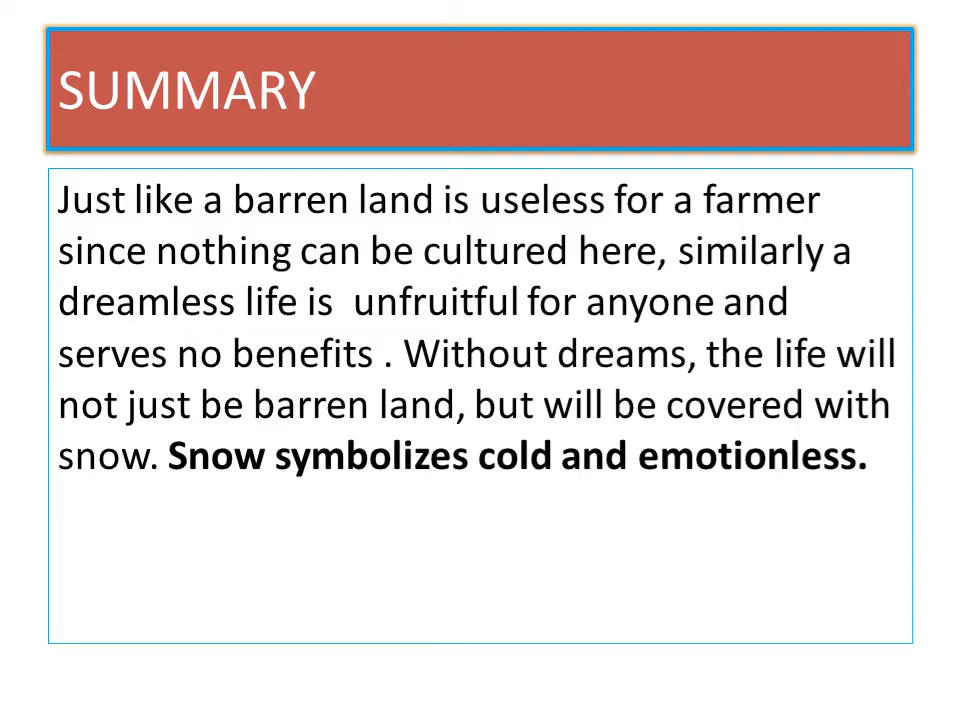 SUMMARY
Just like a barren land is useless for a farmer
since nothing can be cultured here, similarly a
dreamless life is  unfruitful for anyone and
serves no benefits . Without dreams, the life will
not just be barren land, but will be covered with
snow. Snow symbolizes cold and emotionless.